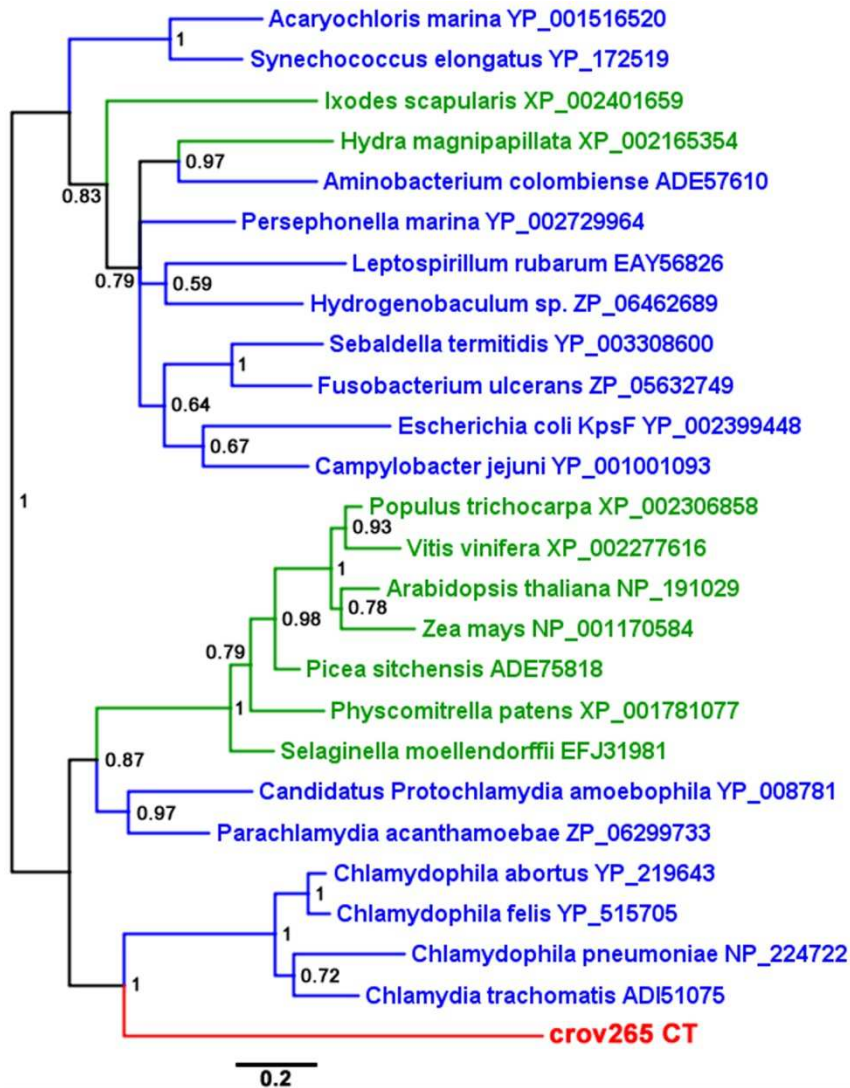 Acaryochloris marina YP_001516520
1
Synechococcus elongatus YP_172519
Ixodes scapularis XP_002401659
Hydra magnipapillata XP_002165354
0.97
0.83
Aminobacterium colombiense ADE57610
Persephonella marina YP_002729964
Leptospirillum rubarum EAY56826
0.79
0.59
Hydrogenobaculum sp. ZP_06462689
Sebaldella termitidis YP_003308600
1
Fusobacterium ulcerans ZP_05632749
0.64
Escherichia coli KpsF YP_002399448
0.67
Campylobacter jejuni YP_001001093
1
Populus trichocarpa XP_002306858
0.93
Vitis vinifera XP_002277616
1
Arabidopsis thaliana NP_191029
0.78
0.98
Zea mays NP_001170584
0.79
Picea sitchensis ADE75818
1
Physcomitrella patens XP_001781077
Selaginella moellendorffii EFJ31981
0.87
Candidatus Protochlamydia amoebophila YP_008781
0.97
Parachlamydia acanthamoebae ZP_06299733
Chlamydophila abortus YP_219643
1
Chlamydophila felis YP_515705
1
Chlamydophila pneumoniae NP_224722
0.72
1
Chlamydia trachomatis ADI51075
crov265 CT
0.2